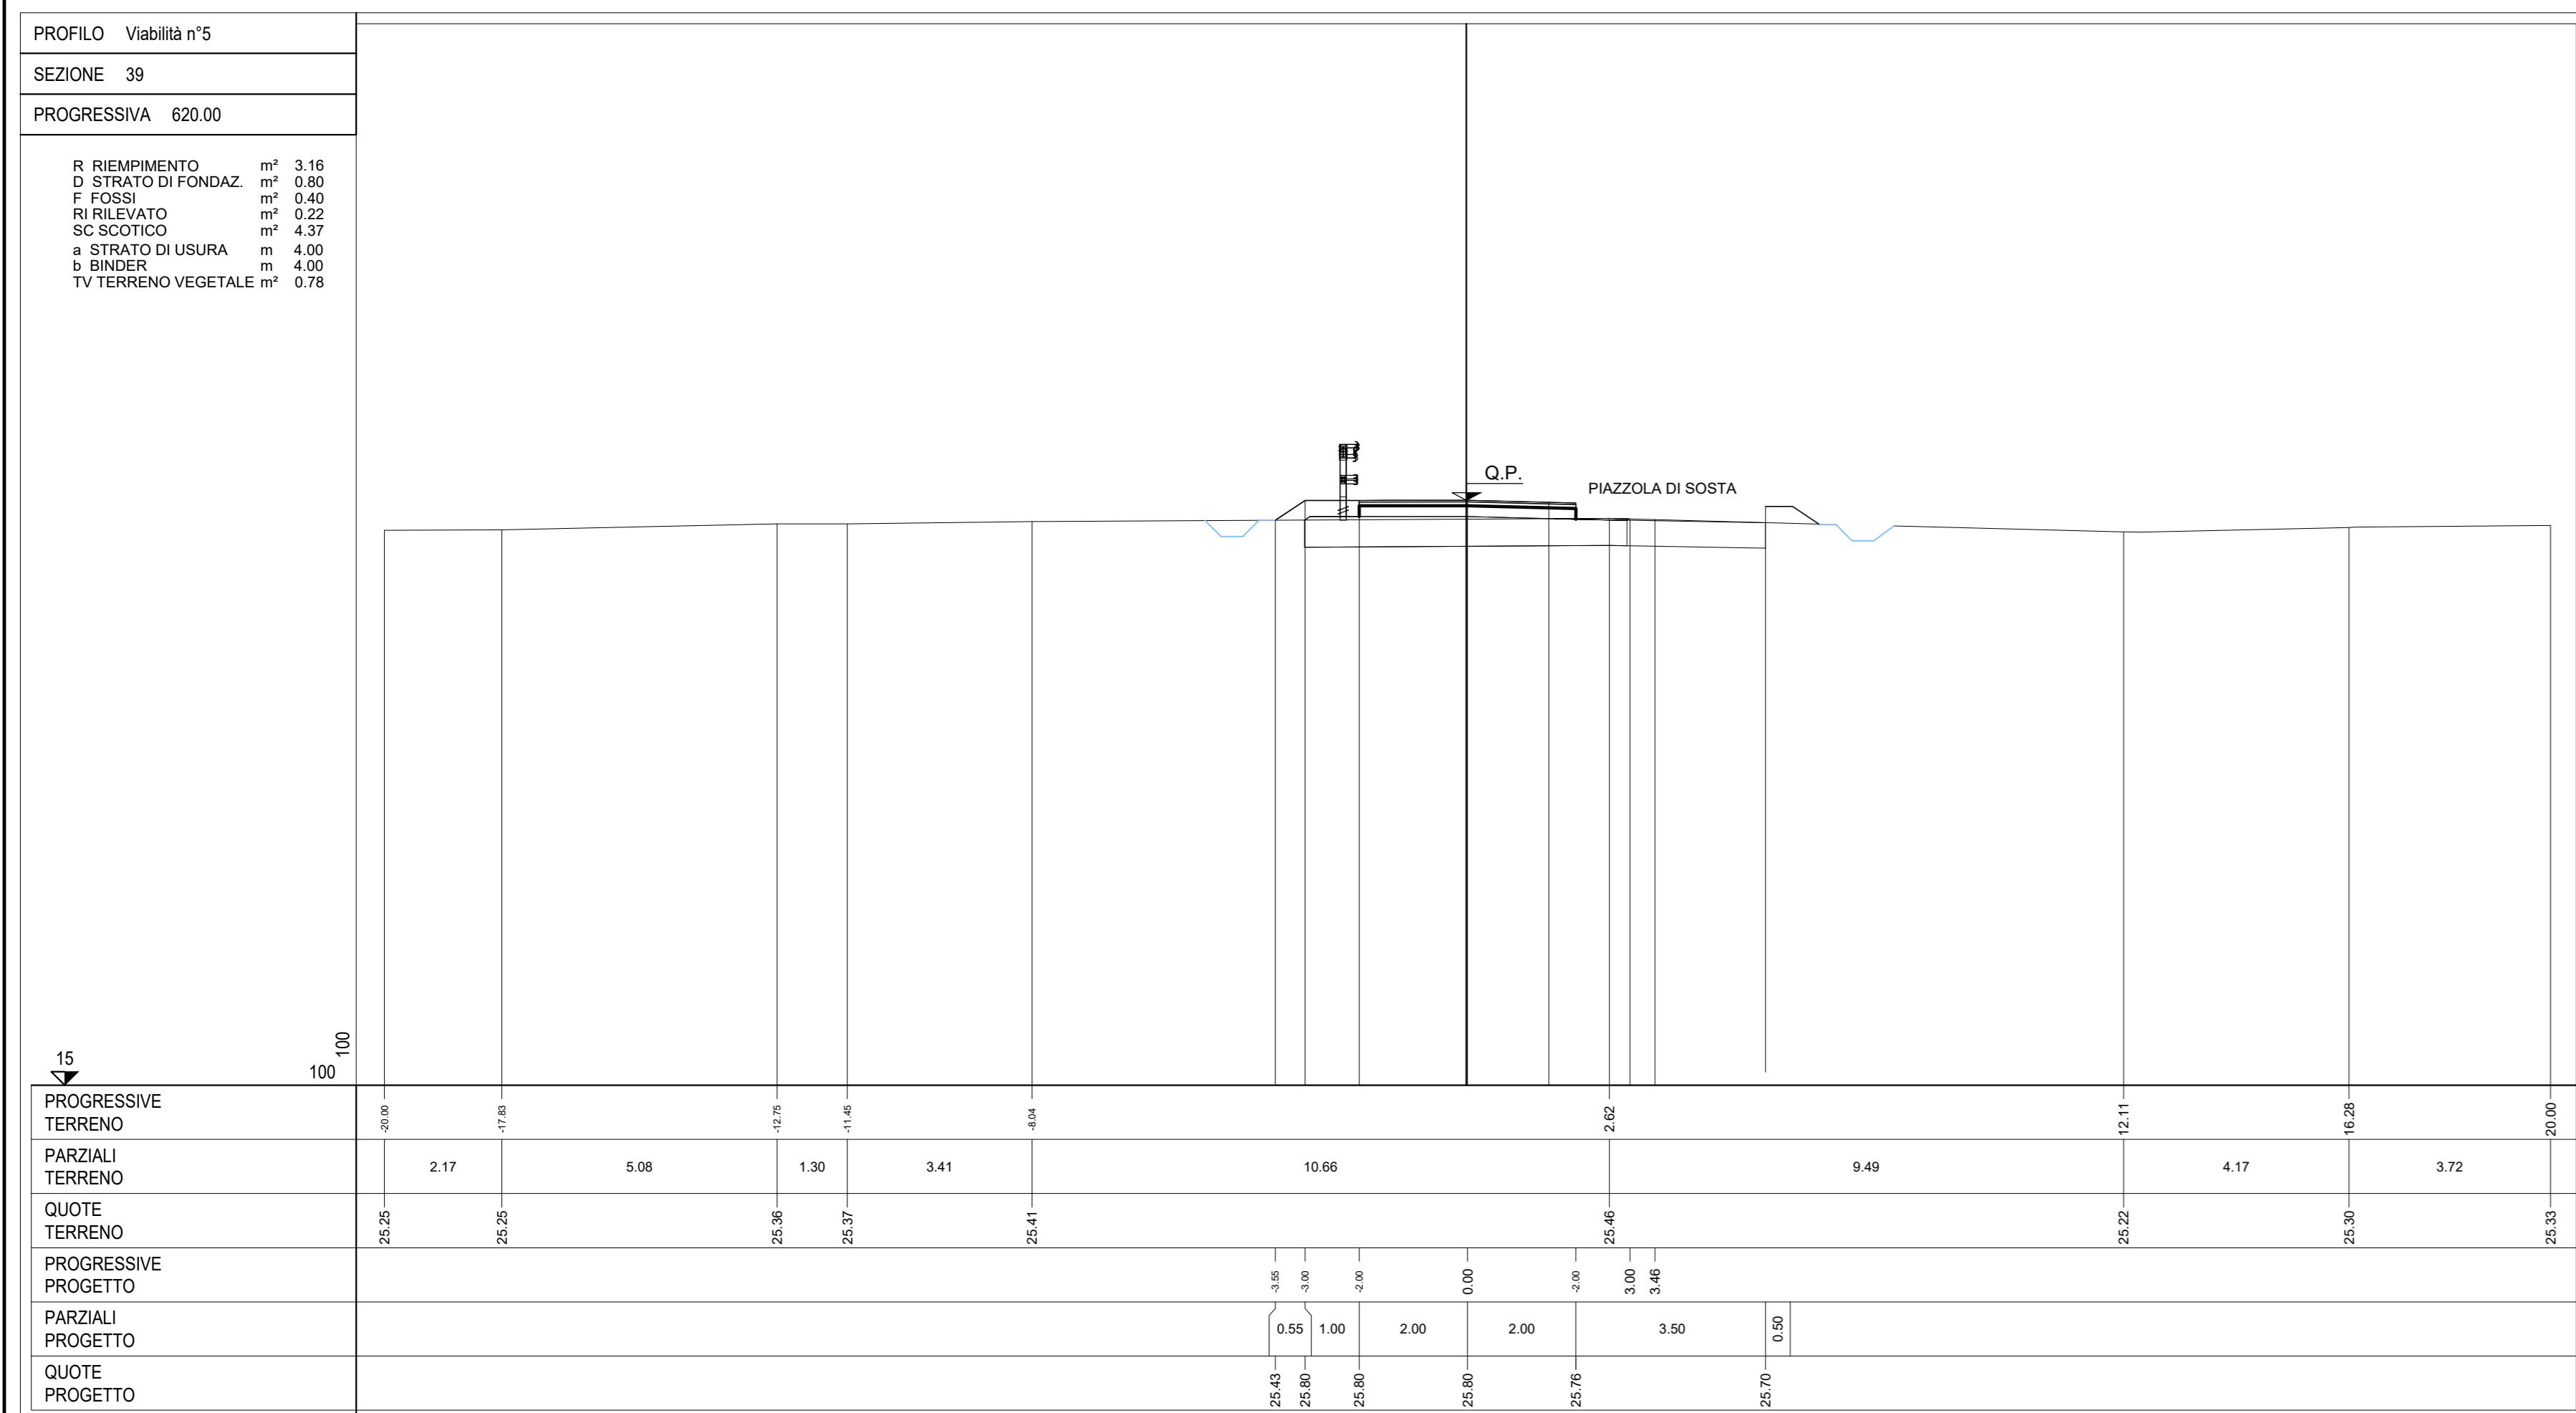 PROFILO Viabilità n°5
SEZIONE 39
PROGRESSIVA 620.00
R RIEMPIMENTO m² 3.16
D STRATO DI FONDAZ. m² 0.80
F FOSSI m² 0.40
RI RILEVATO m² 0.22
SC SCOTICO m² 4.37
a STRATO DI USURA m 4.00
b BINDER m 4.00
TV TERRENO VEGETALE m² 0.78
Q.P.
PIAZZOLA DI SOSTA
100
15
100
PROGRESSIVE TERRENO
-20.00 -17.83 -12.75 -11.45 -8.04 2.62 12.11 16.28 20.00
PARZIALI TERRENO
2.17 5.08 1.30 3.41 10.66 9.49 4.17 3.72
QUOTE TERRENO
25.25 25.25 25.36 25.37 25.41 25.46 25.22 25.30 25.33
PROGRESSIVE PROGETTO
-3.55 -3.00 -2.00 0.00 -2.00 3.00 3.46
PARZIALI PROGETTO
0.55 1.00 2.00 2.00 3.50 0.50
QUOTE PROGETTO
25.43 25.80 25.80 25.80 25.76 25.70